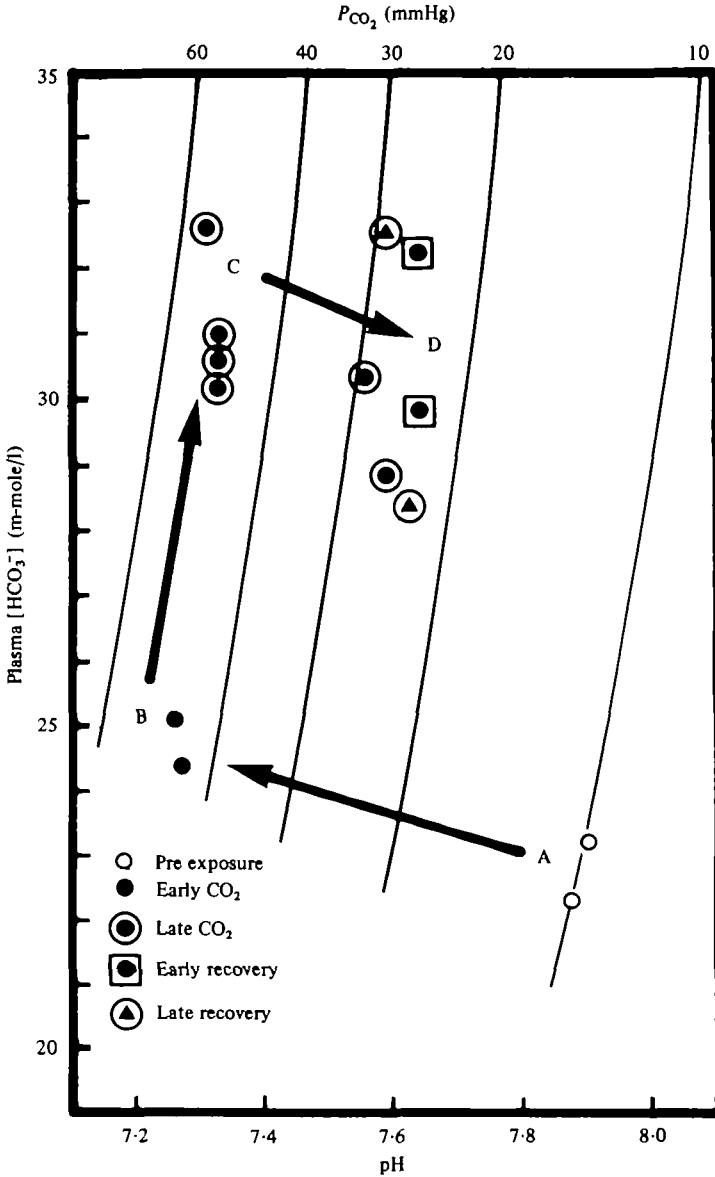 P_CO₂ (mmHg)
60 40 30 20 10
35
C
D
30
Plasma [HCO₃⁻] (m-mole/l)
B
25
A
Pre exposure
Early CO₂
Late CO₂
Early recovery
Late recovery
20
7·2 7·4 7·6 7·8 8·0
pH